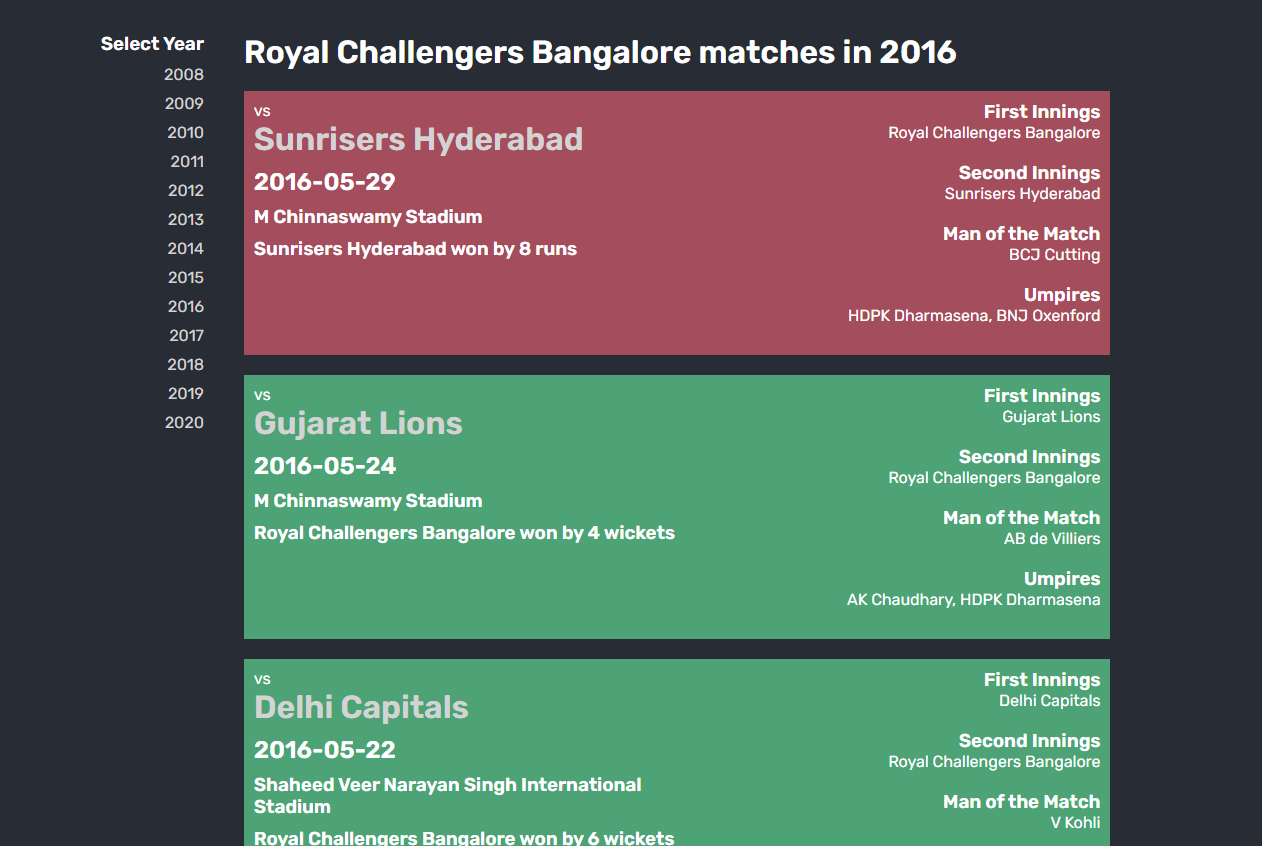 Select Year
2008
2009
2010
2011
2012
2013
2014
2015
2016
2017
2018
2019
2020
Royal Challengers Bangalore matches in 2016
vs
Sunrisers Hyderabad
2016-05-29
M Chinnaswamy Stadium
Sunrisers Hyderabad won by 8 runs
First Innings
Royal Challengers Bangalore
Second Innings
Sunrisers Hyderabad
Man of the Match
BCJ Cutting
Umpires
HDPK Dharmasena, BNJ Oxenford
vs
Gujarat Lions
2016-05-24
M Chinnaswamy Stadium
Royal Challengers Bangalore won by 4 wickets
First Innings
Gujarat Lions
Second Innings
Royal Challengers Bangalore
Man of the Match
AB de Villiers
Umpires
AK Chaudhary, HDPK Dharmasena
vs
Delhi Capitals
2016-05-22
Shaheed Veer Narayan Singh International
Stadium
Royal Challengers Bangalore won by 6 wickets
First Innings
Delhi Capitals
Second Innings
Royal Challengers Bangalore
Man of the Match
V Kohli